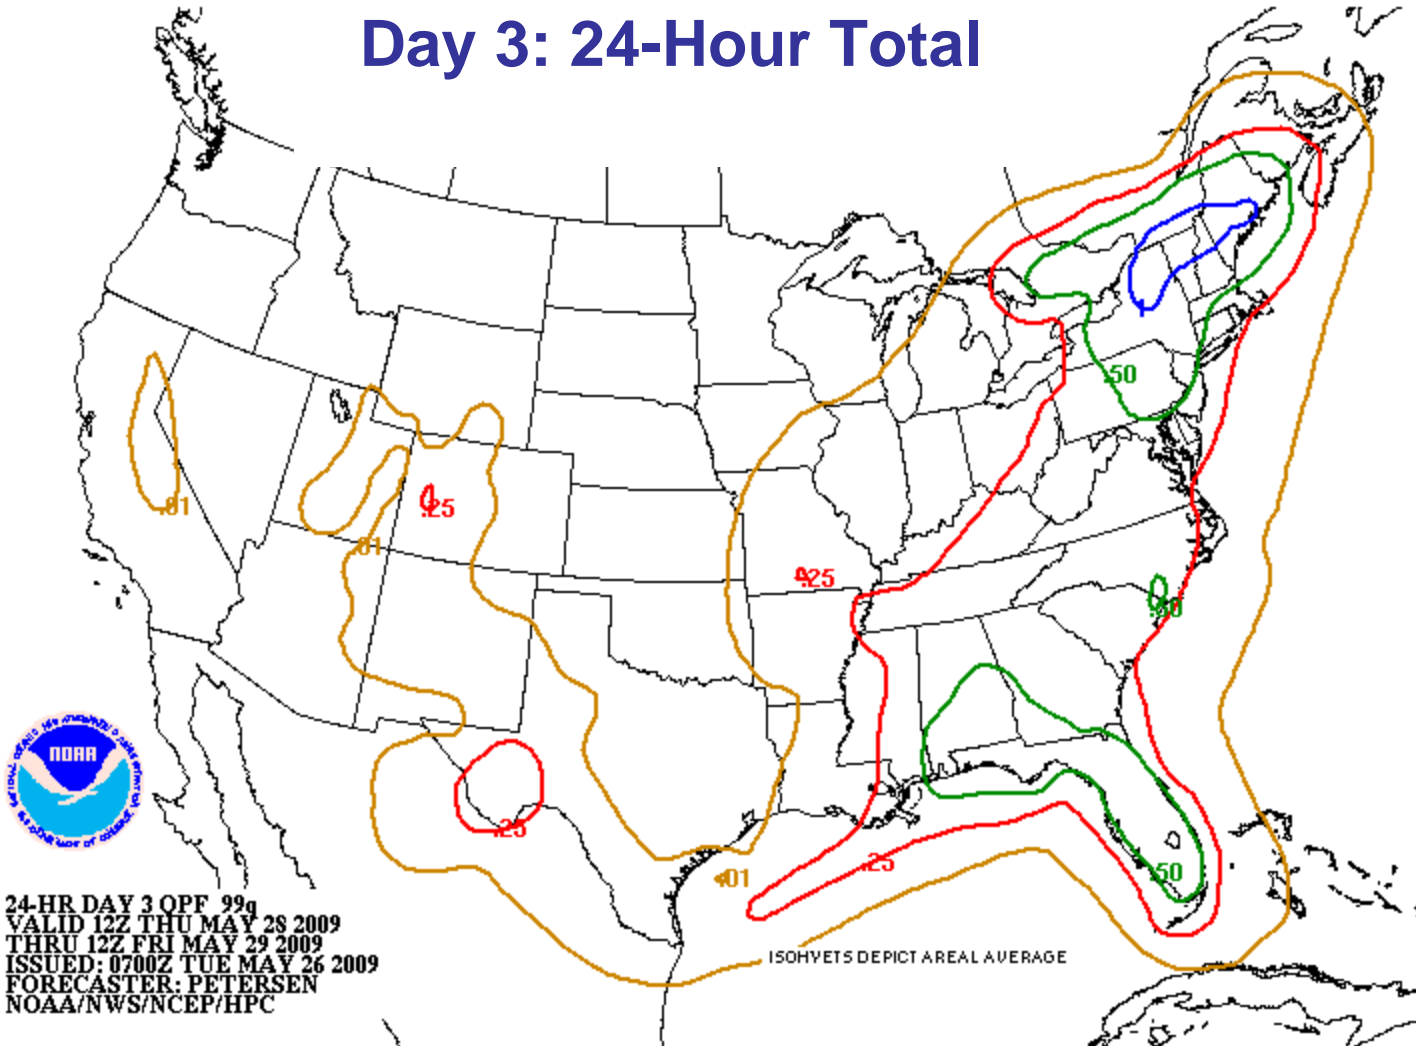 Day 3: 24-Hour Total
.50
.01
.25
.01
.25
.50
.25
.50
.25
.01
NOAA
24-HR DAY 3 QPF 99q
VALID 12Z THU MAY 28 2009
THRU 12Z FRI MAY 29 2009
ISSUED: 0700Z TUE MAY 26 2009
FORECASTER: PETERSEN
NOAA/NWS/NCEP/HPC
ISOHYETS DEPICT AREAL AVERAGE